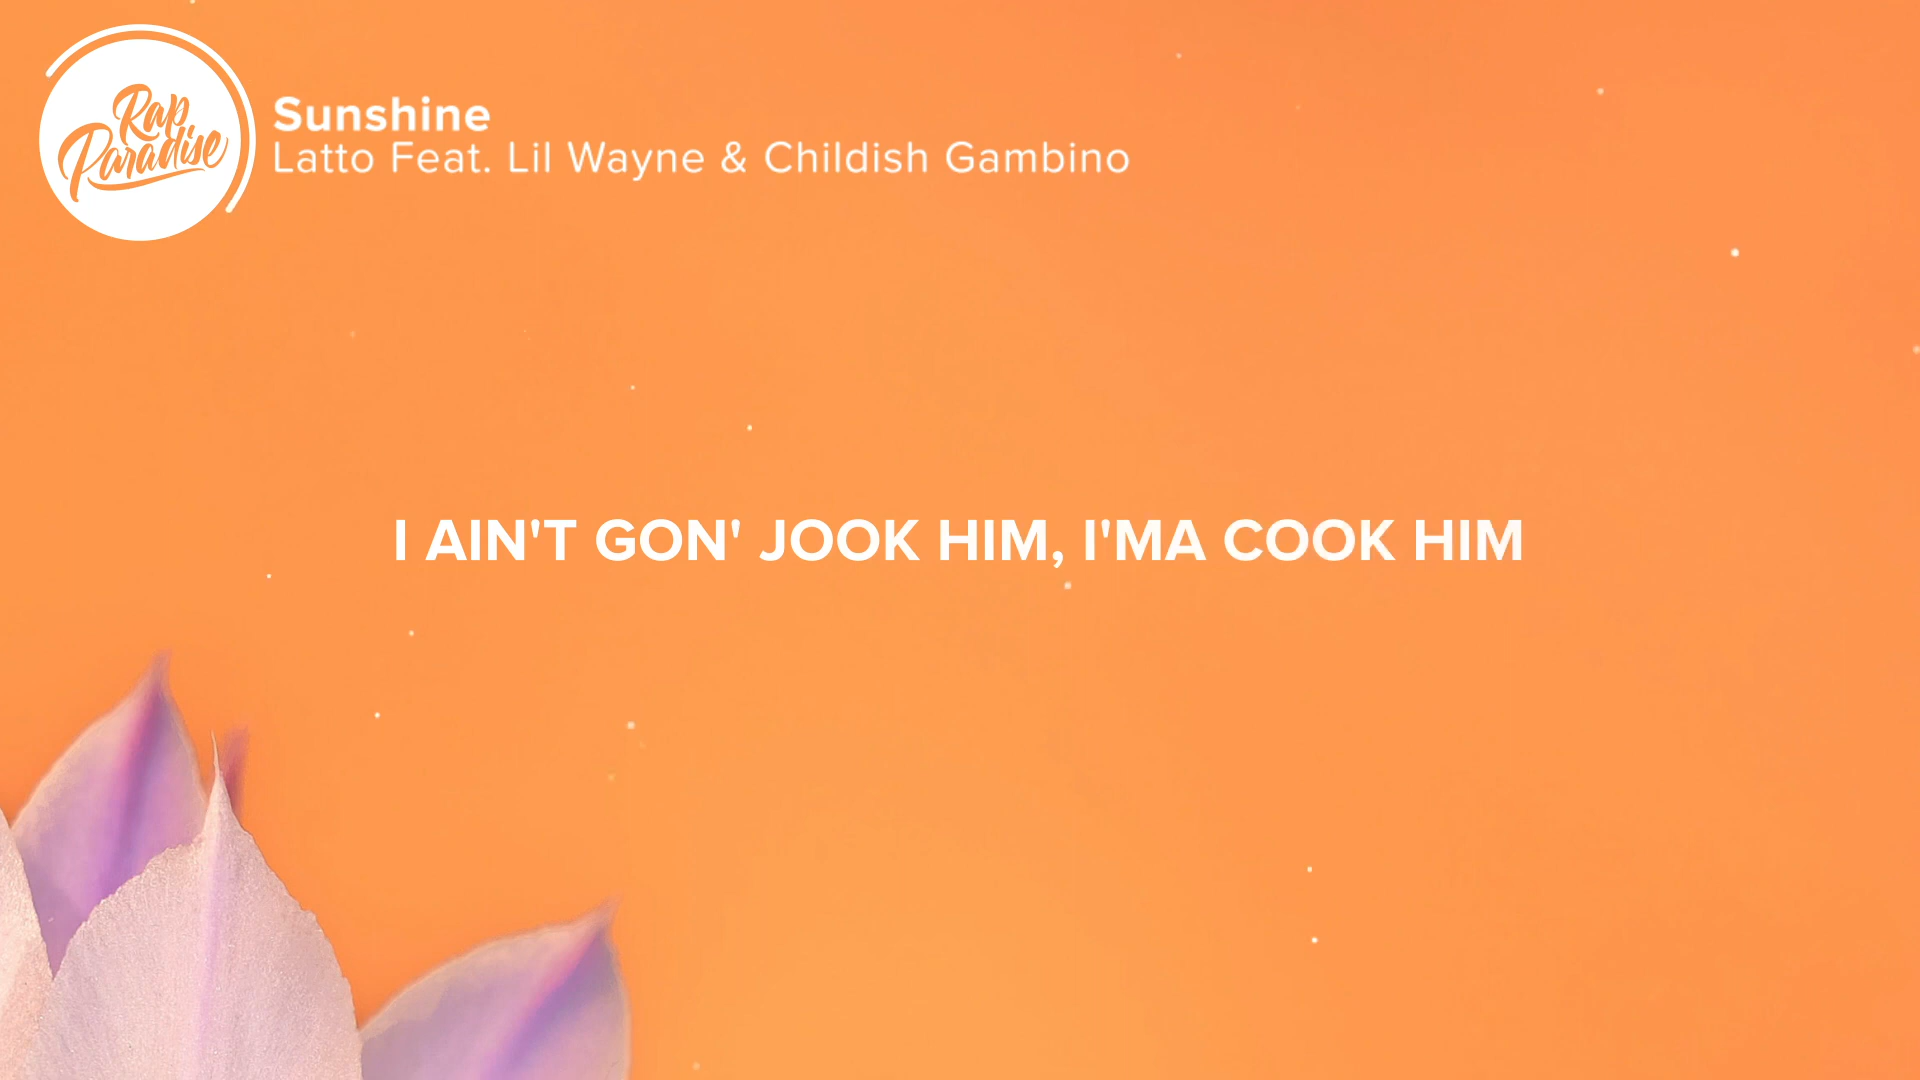 Rap
Paradise
Sunshine
Latto Feat. Lil Wayne & Childish Gambino
I AIN'T GON' JOOK HIM, I'MA COOK HIM